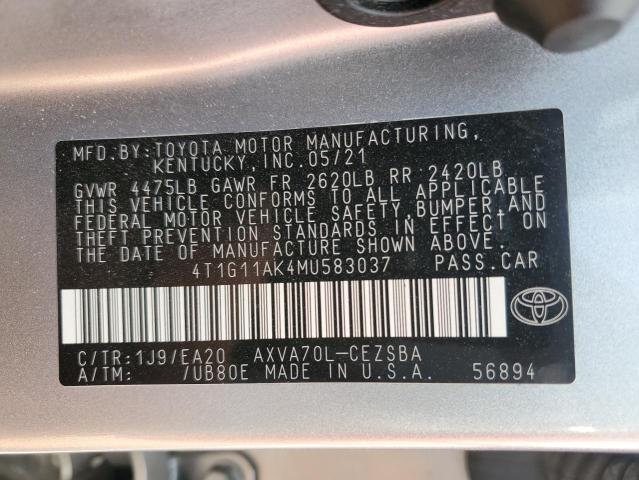 MFD.BY:TOYOTA MOTOR MANUFACTURING,
KENTUCKY, INC.05/21
GVWR 4475LB GAWR FR 2620LB RR 2420LB
THIS VEHICLE CONFORMS TO ALL APPLICABLE
FEDERAL MOTOR VEHICLE SAFETY,BUMPER,AND
THEFT PREVENTION STANDARDS IN EFFECT ON
THE DATE OF MANUFACTURE SHOWN ABOVE.
4T1G11AK4MU583037 PASS.CAR
C/TR:1J9/EA20 AXVA70L-CEZSBA
A/TM: /UB80E MADE IN U.S.A. 56894